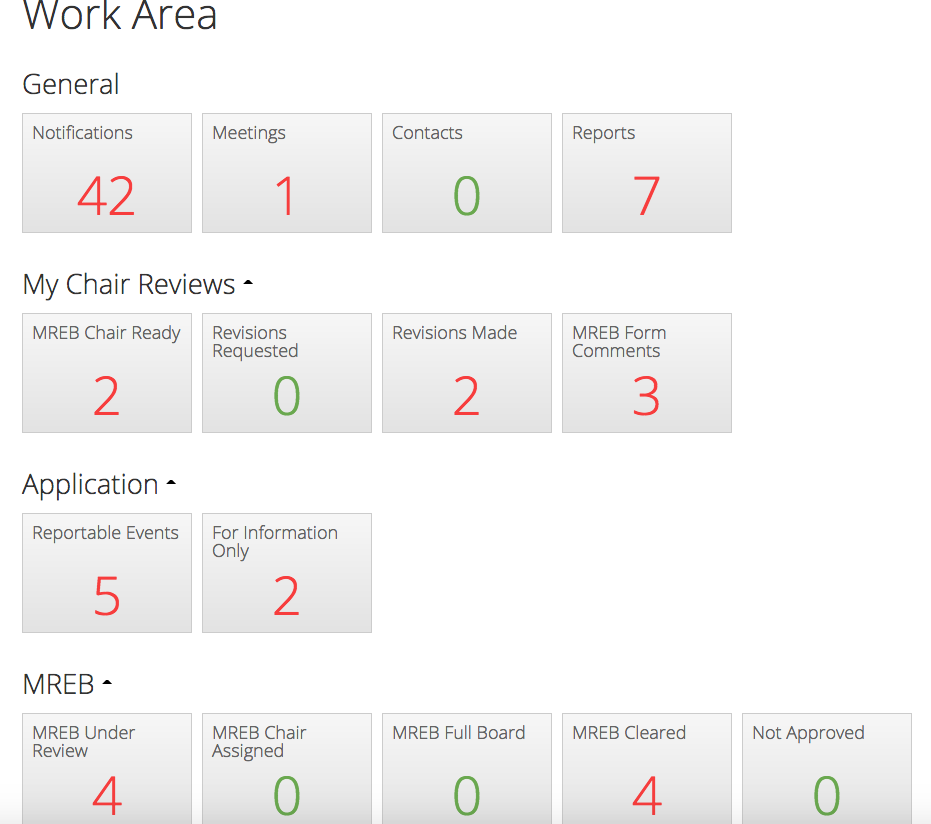 Work Area
General
Notifications
Meetings
Contacts
Reports
42
1
0
7
My Chair Reviews
MREB Chair Ready
Revisions
Requested
Revisions Made
MREB Form
Comments
2
0
2
3
Application
Reportable Events
For Information
Only
5
2
MREB
MREB Under
Review
MREB Chair
Assigned
MREB Full Board
MREB Cleared
Not Approved
4
0
0
4
0